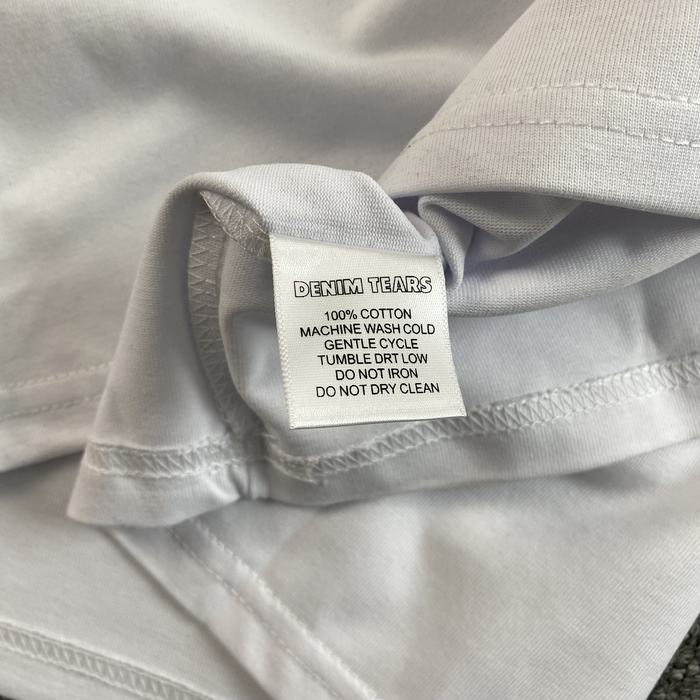 DENIM TEARS
100% COTTON
MACHINE WASH COLD
GENTLE CYCLE
TUMBLE DRT LOW
DO NOT IRON
DO NOT DRY CLEAN